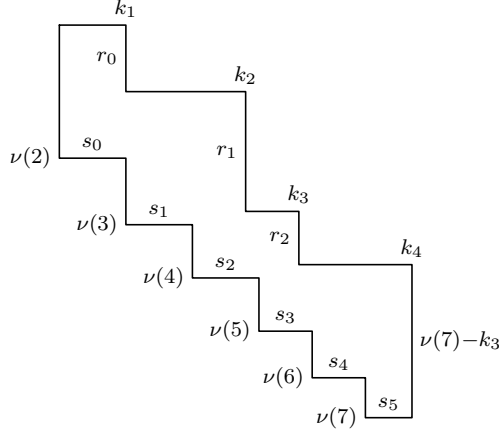 k₁
r₀
k₂
r₁
s₀
ν(2)
k₃
s₁
ν(3)
r₂
k₄
s₂
ν(4)
s₃
ν(5)
ν(7)−k₃
s₄
ν(6)
s₅
ν(7)